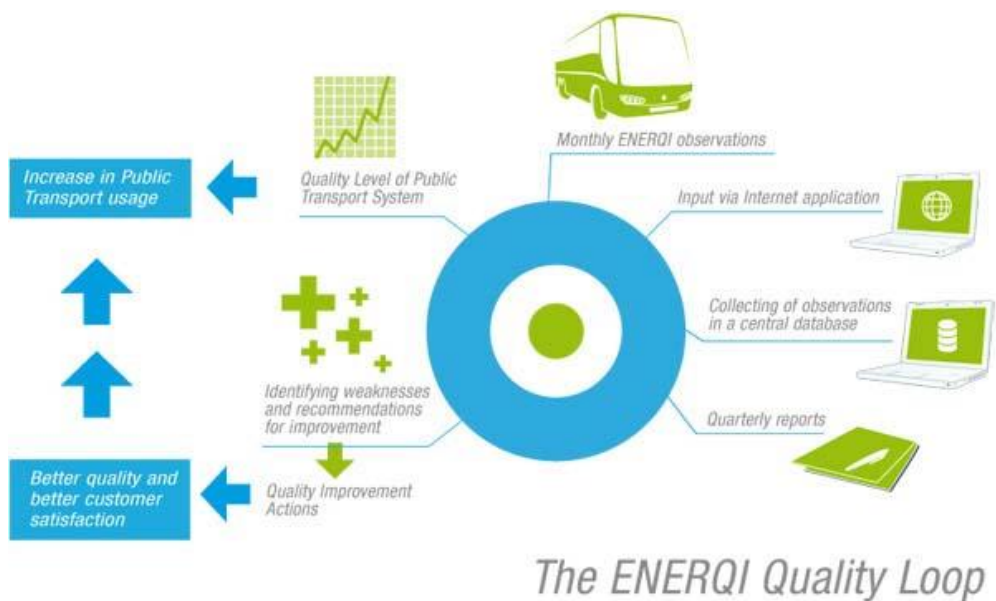 Monthly ENERQI observations
Increase in Public
Transport usage
Quality Level of Public
Transport System
Input via Internet application
Collecting of observations
in a central database
Identifying weaknesses
and recommendations
for improvement
Quarterly reports
Better quality and
better customer
satisfaction
Quality Improvement
Actions
The ENERQI Quality Loop